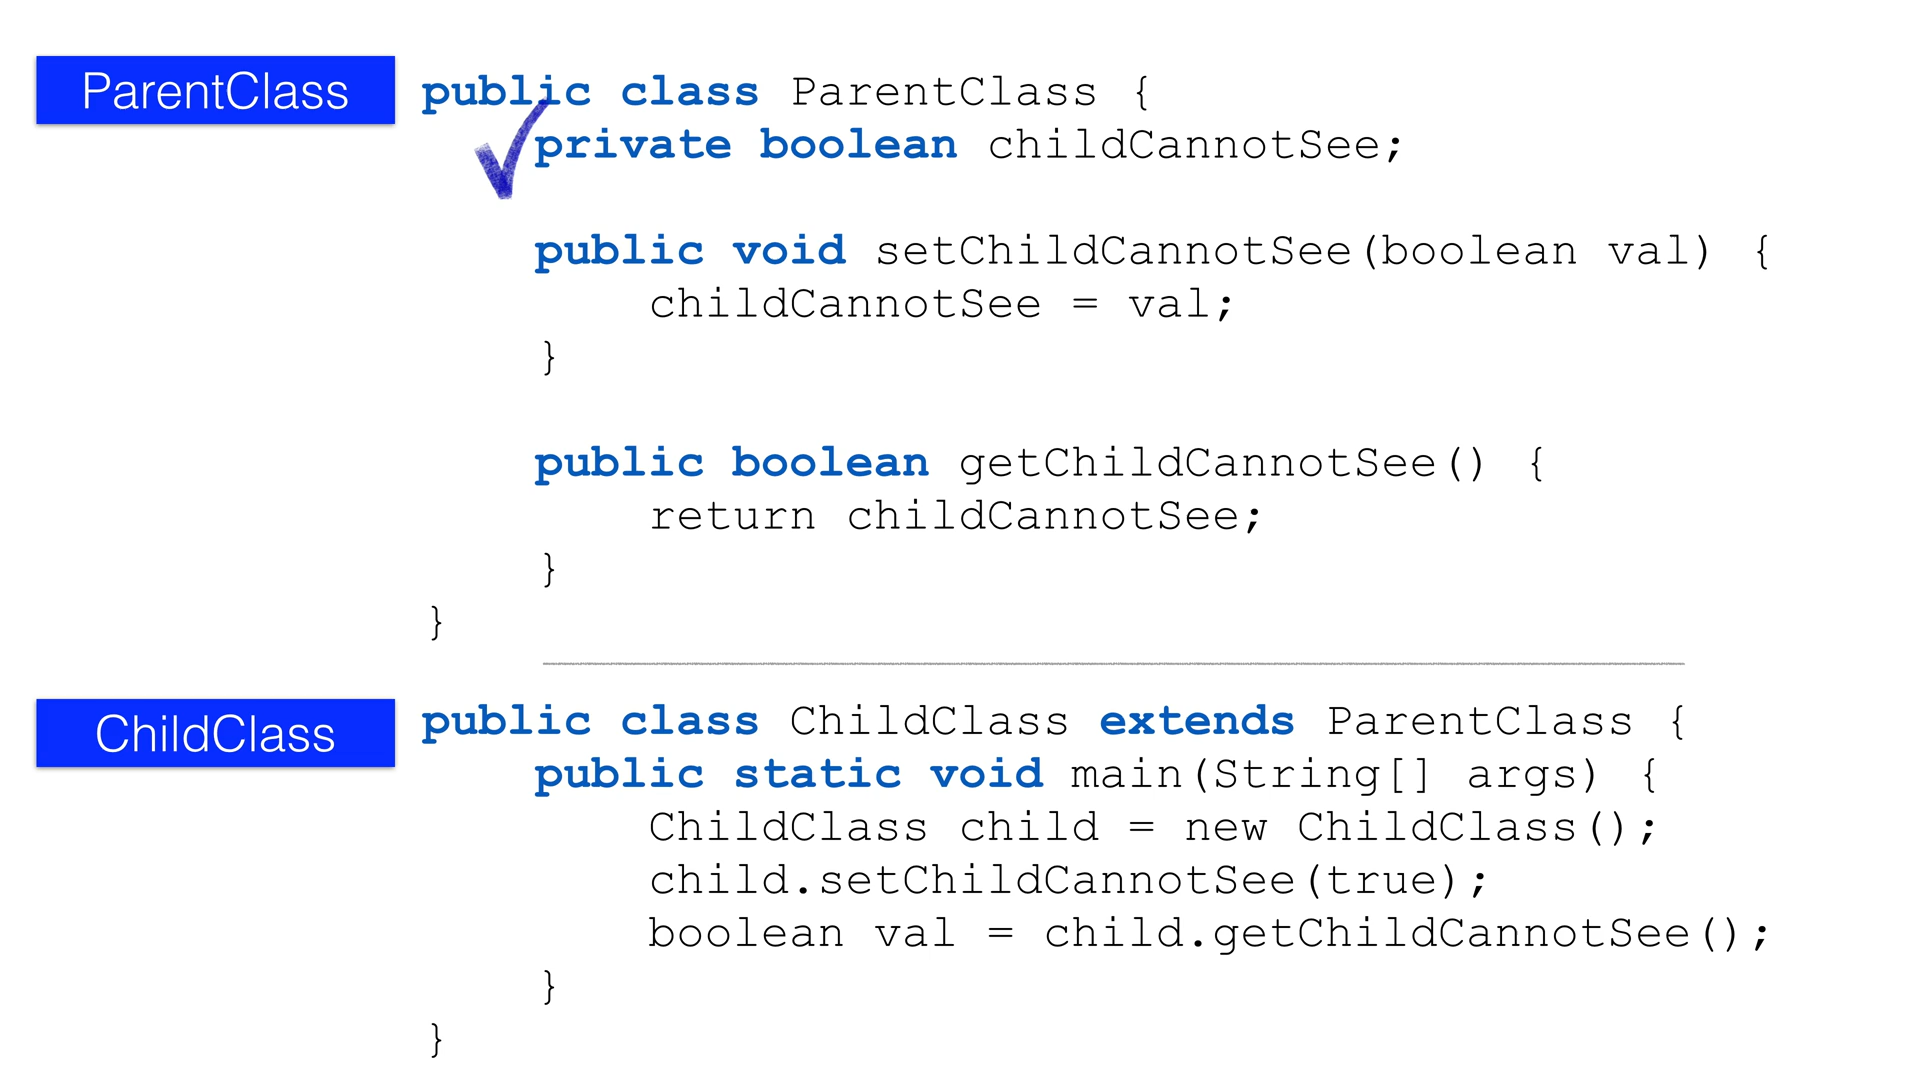 ParentClass
public class ParentClass {
private boolean childCannotSee;
public void setChildCannotSee(boolean val) {
childCannotSee = val;
}
public boolean getChildCannotSee() {
return childCannotSee;
}
}
ChildClass
public class ChildClass extends ParentClass {
public static void main(String[] args) {
ChildClass child = new ChildClass();
child.setChildCannotSee(true);
boolean val = child.getChildCannotSee();
}
}